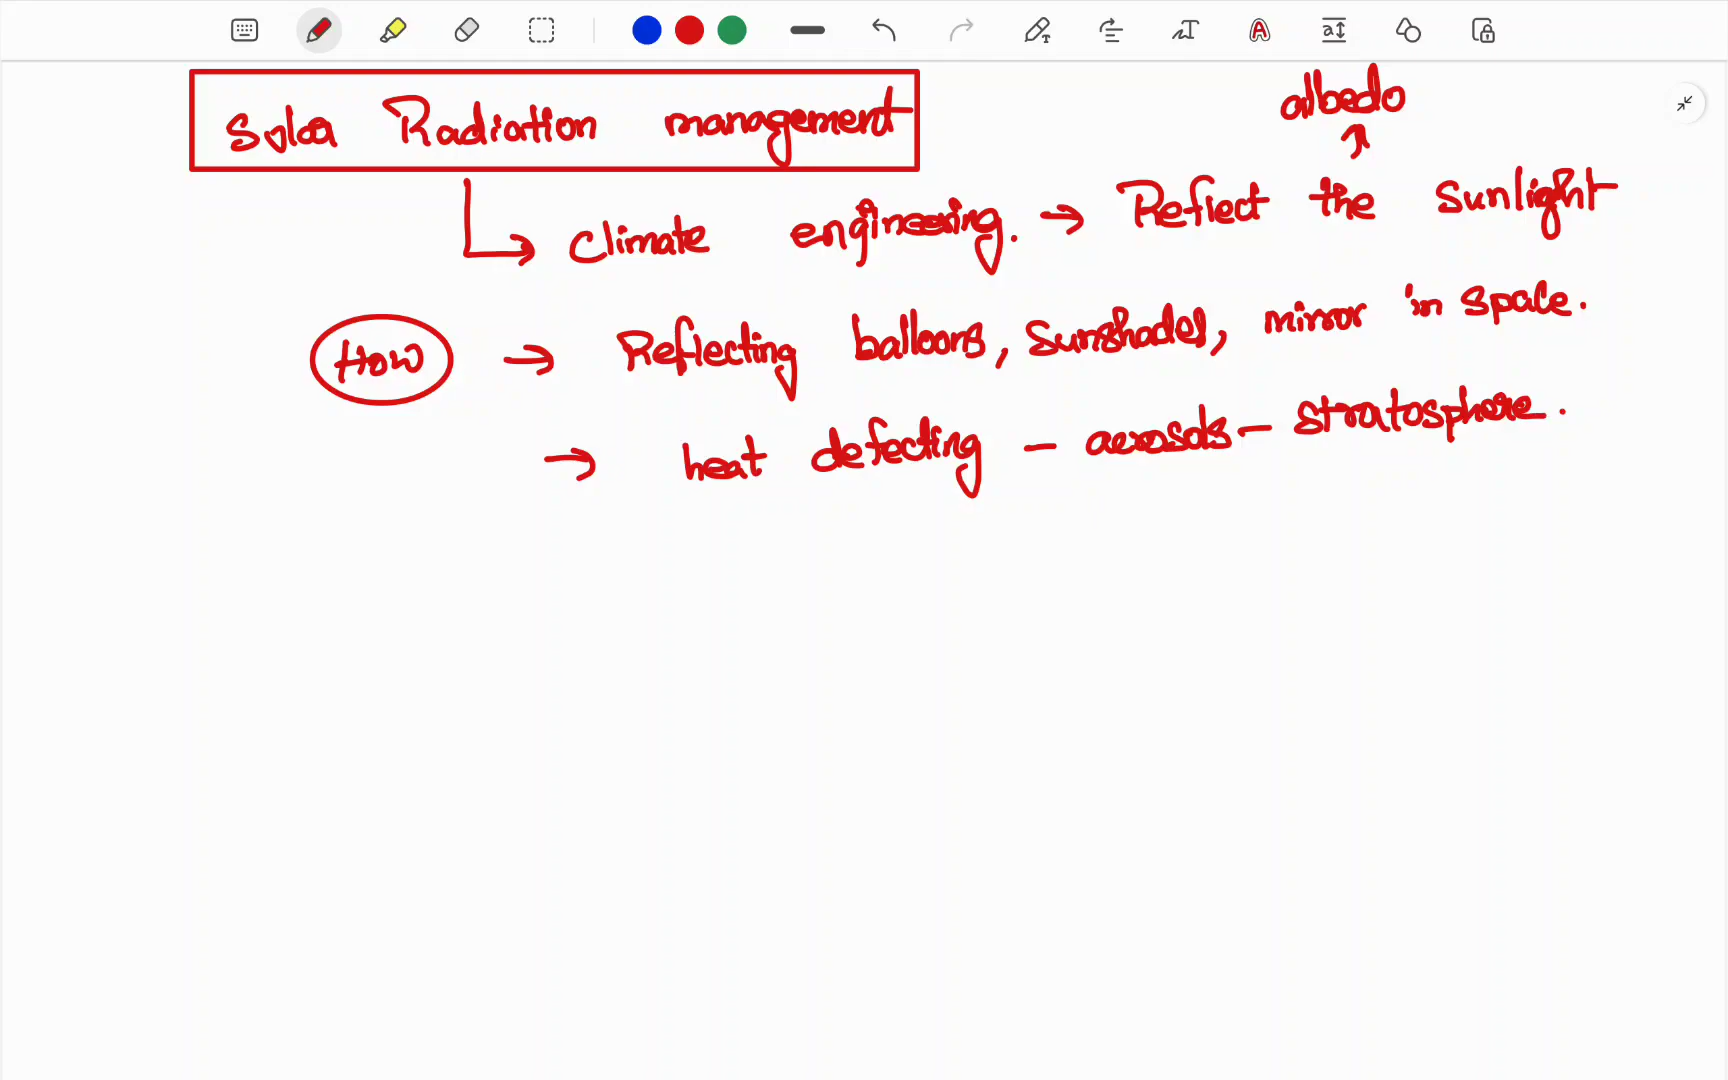 Solar Radiation management
albedo
↑
↳ climate engineering. → Reflect the sunlight
How → Reflecting balloons, sunshades, mirror in space.
→ heat deflecting - aerosols - stratosphere.